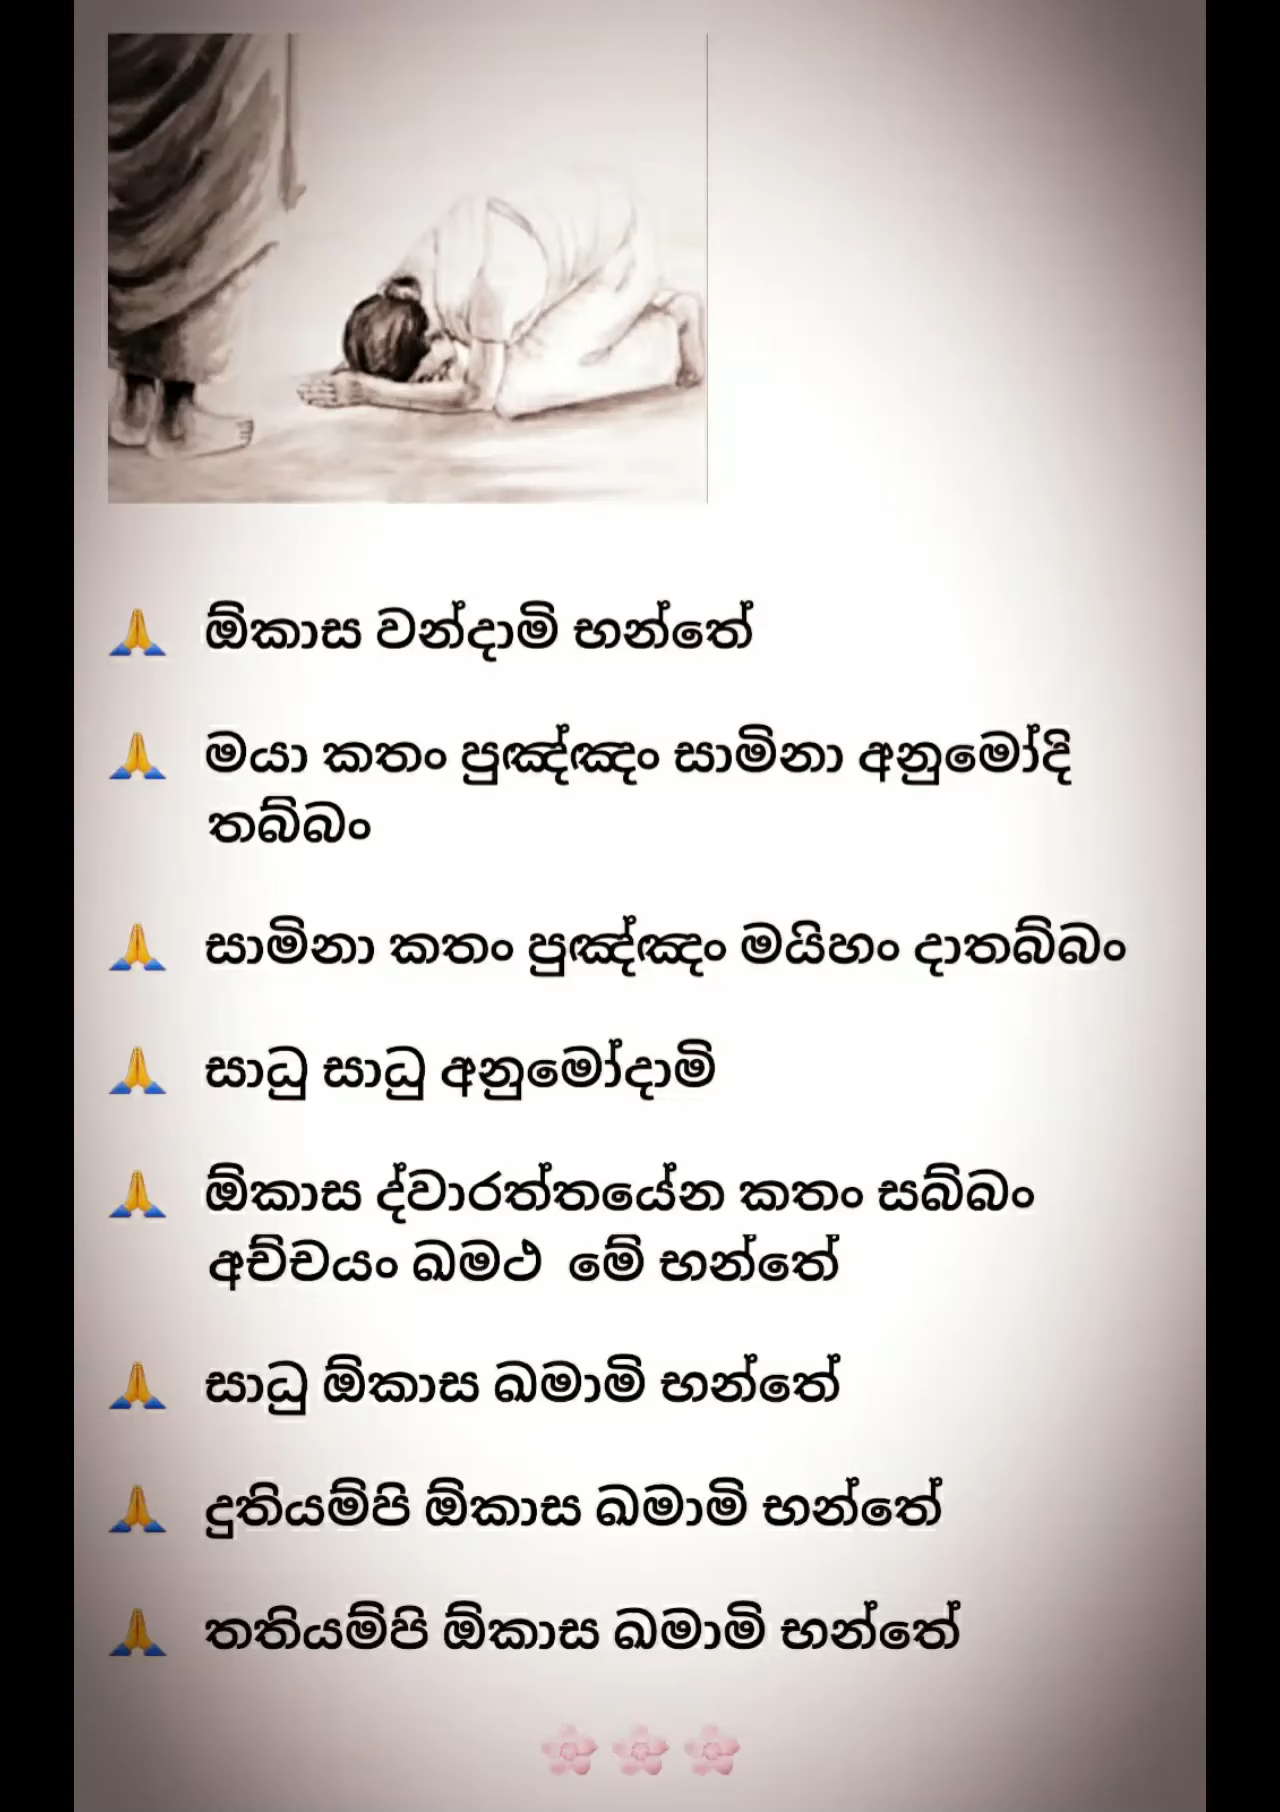 🙏 ඕකාස වන්දාමි භන්තේ
🙏 මයා කතං පුඤ්ඤං සාමිනා අනුමෝදි
තබ්බං
🙏 සාමිනා කතං පුඤ්ඤං මයිහං දාතබ්බං
🙏 සාධු සාධු අනුමෝදාමි
🙏 ඕකාස ද්වාරත්තයේන කතං සබ්බං
අච්චයං ඛමථ මේ භන්තේ
🙏 සාධු ඕකාස ඛමාමි භන්තේ
🙏 දුතියම්පි ඕකාස ඛමාමි භන්තේ
🙏 තතියම්පි ඕකාස ඛමාමි භන්තේ
🌸🌸🌸